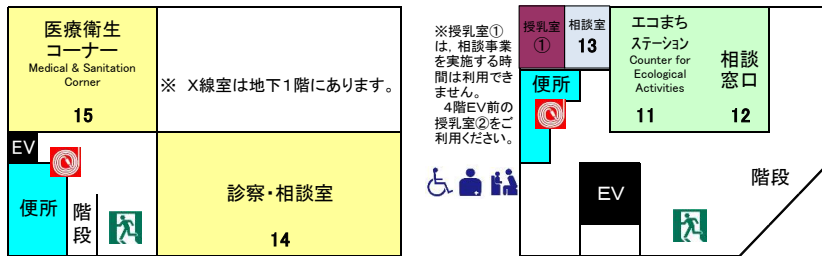 医療衛生
コーナー
Medical & Sanitation
Corner
15
※ X線室は地下1階にあります。
EV
便所
階
段
診察・相談室
14
※授乳室①
は, 相談事業
を実施する時
間は利用でき
ません。
4階EV前の
授乳室②をご
利用ください。
授乳室
①
相談室
13
便所
エコまち
ステーション
Counter for
Ecological
Activities
11
相談
窓口
12
EV
階段